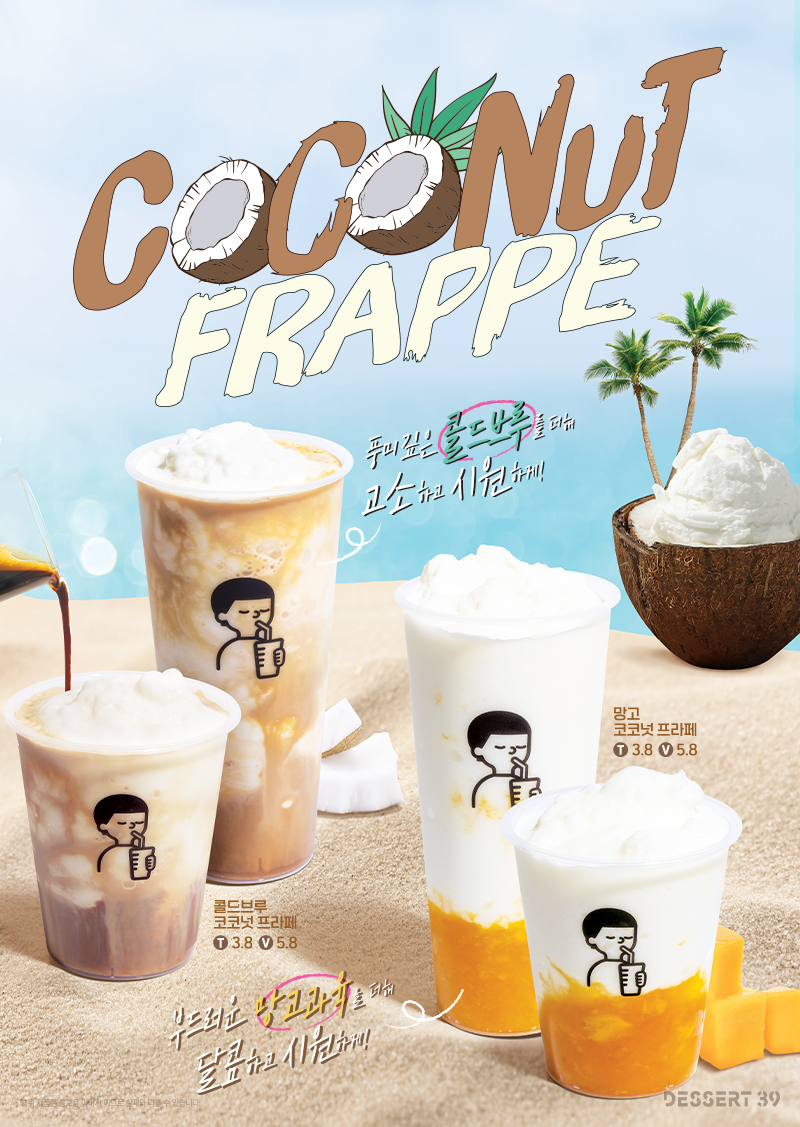 COCONUT
FRAPPE
풍미 깊은 콜드브루를 더해
고소하고 시원하게!
망고
코코넛 프라페
T 3.8 V 5.8
콜드브루
코코넛 프라페
T 3.8 V 5.8
부드러운 망고과육을 더해
달콤하고 시원하게!
DESSERT 39